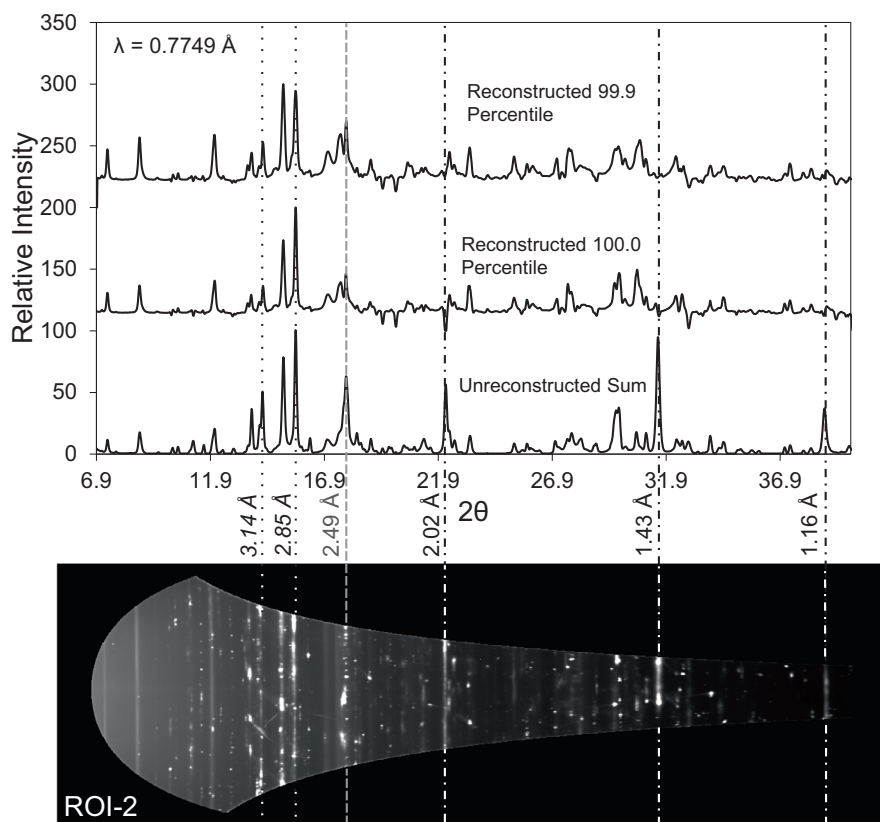 350
λ = 0.7749 Å
300
Reconstructed 99.9
Percentile
250
200
Reconstructed 100.0
Percentile
150
100
Unreconstructed Sum
50
0
Relative Intensity
6.9 11.9 16.9 21.9 26.9 31.9 36.9
2θ
3.14 Å
2.85 Å
2.49 Å
2.02 Å
1.43 Å
1.16 Å
ROI-2